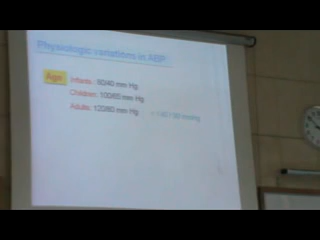 Physiologic variations in ABP
Age
Infants : 80/40 mm Hg
Children: 100/65 mm Hg
Adults: 120/80 mm Hg